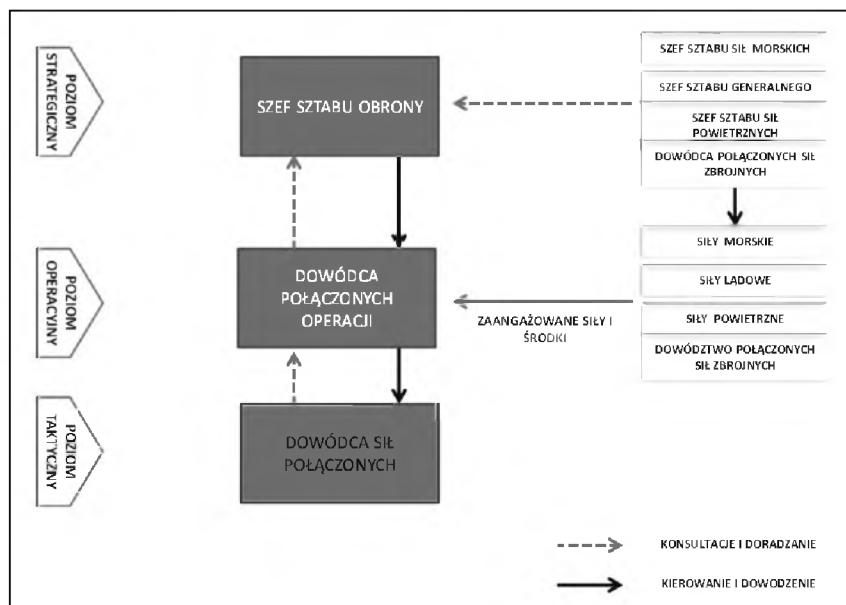 POZIOM
STRATEGICZNY
SZEF SZTABU OBRONY
SZEF SZTABU SIŁ MORSKICH
SZEF SZTABU GENERALNEGO
SZEF SZTABU SIŁ
POWIETRZNYCH
DOWÓDCA POŁĄCZONYCH SIŁ
ZBROJNYCH
POZIOM
OPERACYJNY
DOWÓDCA
POŁĄCZONYCH
OPERACJI
ZAANGAŻOWANE SIŁY I
ŚRODKI
SIŁY MORSKIE
SIŁY LĄDOWE
SIŁY POWIETRZNE
DOWÓDZTWO POŁĄCZONYCH
SIŁ ZBROJNYCH
POZIOM
TAKTYCZNY
DOWÓDCA SIŁ
POŁĄCZONYCH
KONSULTACJE I DORADZANIE
KIEROWANIE I DOWODZENIE